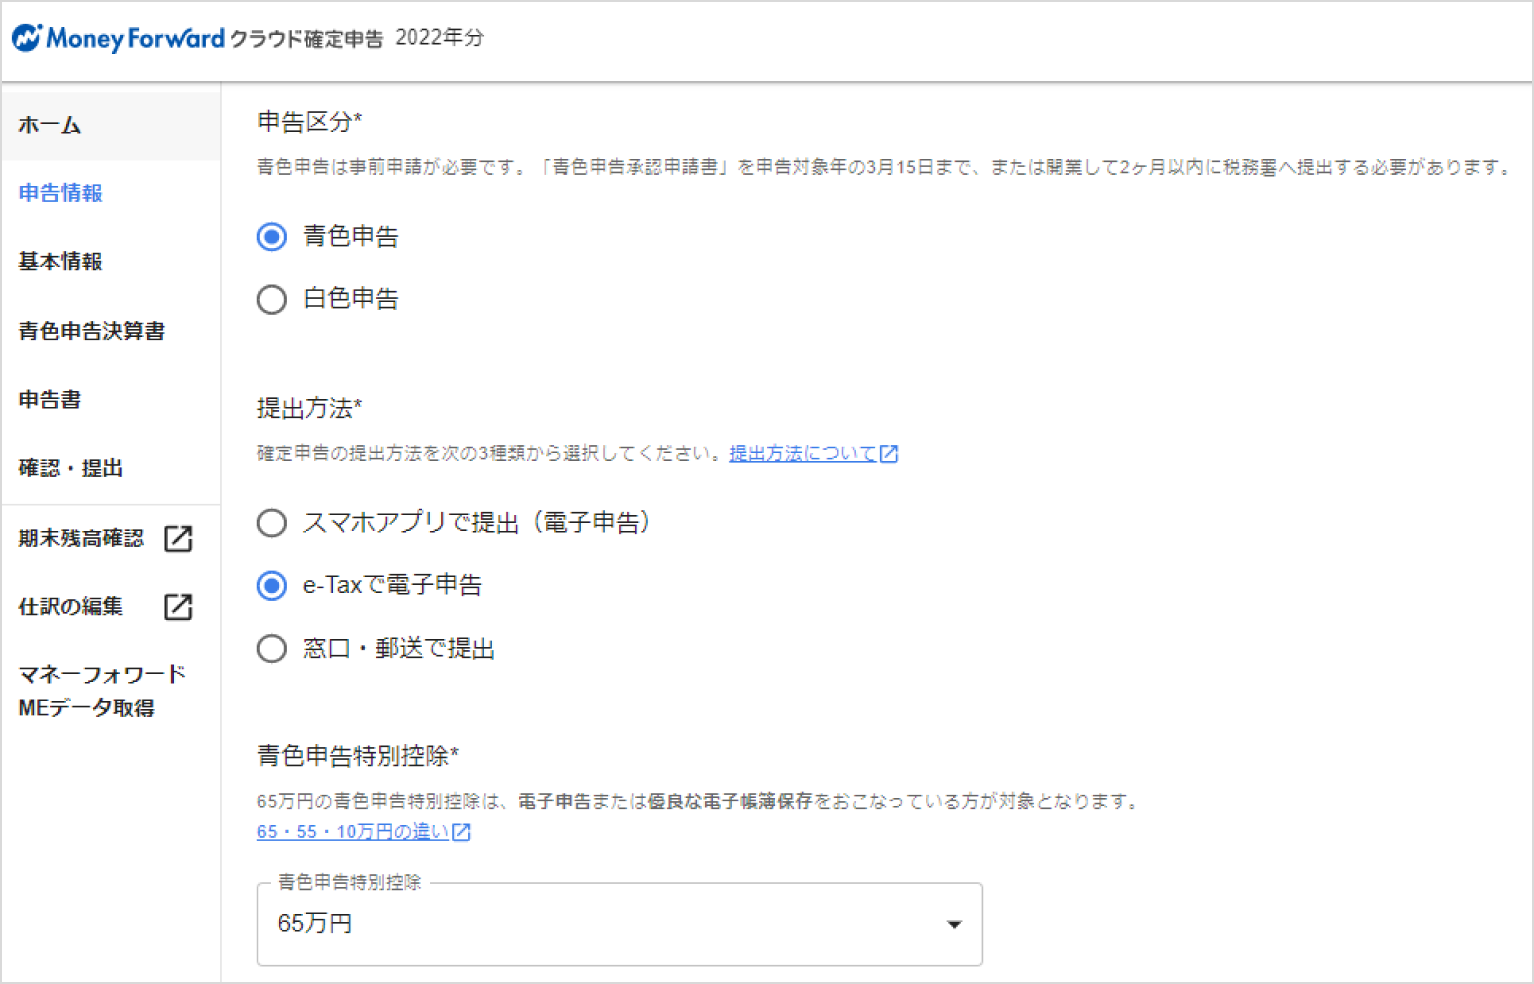 Money Forward クラウド確定申告 2022年分
ホーム
申告情報
基本情報
青色申告決算書
申告書
確認・提出
期末残高確認
仕訳の編集
マネーフォワード
MEデータ取得
申告区分*
青色申告は事前申請が必要です。「青色申告承認申請書」を申告対象年の3月15日まで、または開業して2ヶ月以内に税務署へ提出する必要があります。
青色申告
白色申告
提出方法*
確定申告の提出方法を次の3種類から選択してください。提出方法について
スマホアプリで提出（電子申告）
e-Taxで電子申告
窓口・郵送で提出
青色申告特別控除*
65万円の青色申告特別控除は、電子申告または優良な電子帳簿保存をおこなっている方が対象となります。
65・55・10万円の違い
青色申告特別控除
65万円